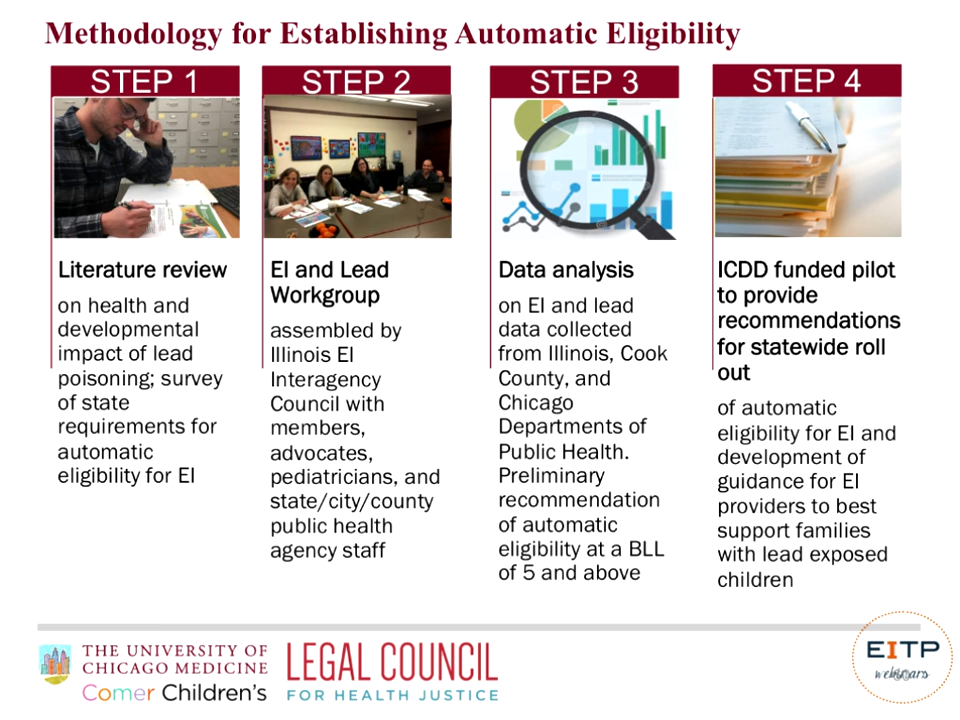 Methodology for Establishing Automatic Eligibility
STEP 1
Literature review
on health and
developmental
impact of lead
poisoning; survey
of state
requirements for
automatic
eligibility for EI
STEP 2
EI and Lead
Workgroup
assembled by
Illinois EI
Interagency
Council with
members,
advocates,
pediatricians, and
state/city/county
public health
agency staff
STEP 3
Data analysis
on EI and lead
data collected
from Illinois, Cook
County, and
Chicago
Departments of
Public Health.
Preliminary
recommendation
of automatic
eligibility at a BLL
of 5 and above
STEP 4
ICDD funded pilot
to provide
recommendations
for statewide roll
out
of automatic
eligibility for EI and
development of
guidance for EI
providers to best
support families
with lead exposed
children
THE UNIVERSITY OF
CHICAGO MEDICINE
Comer Children's
LEGAL COUNCIL
FOR HEALTH JUSTICE
EITP
webinars